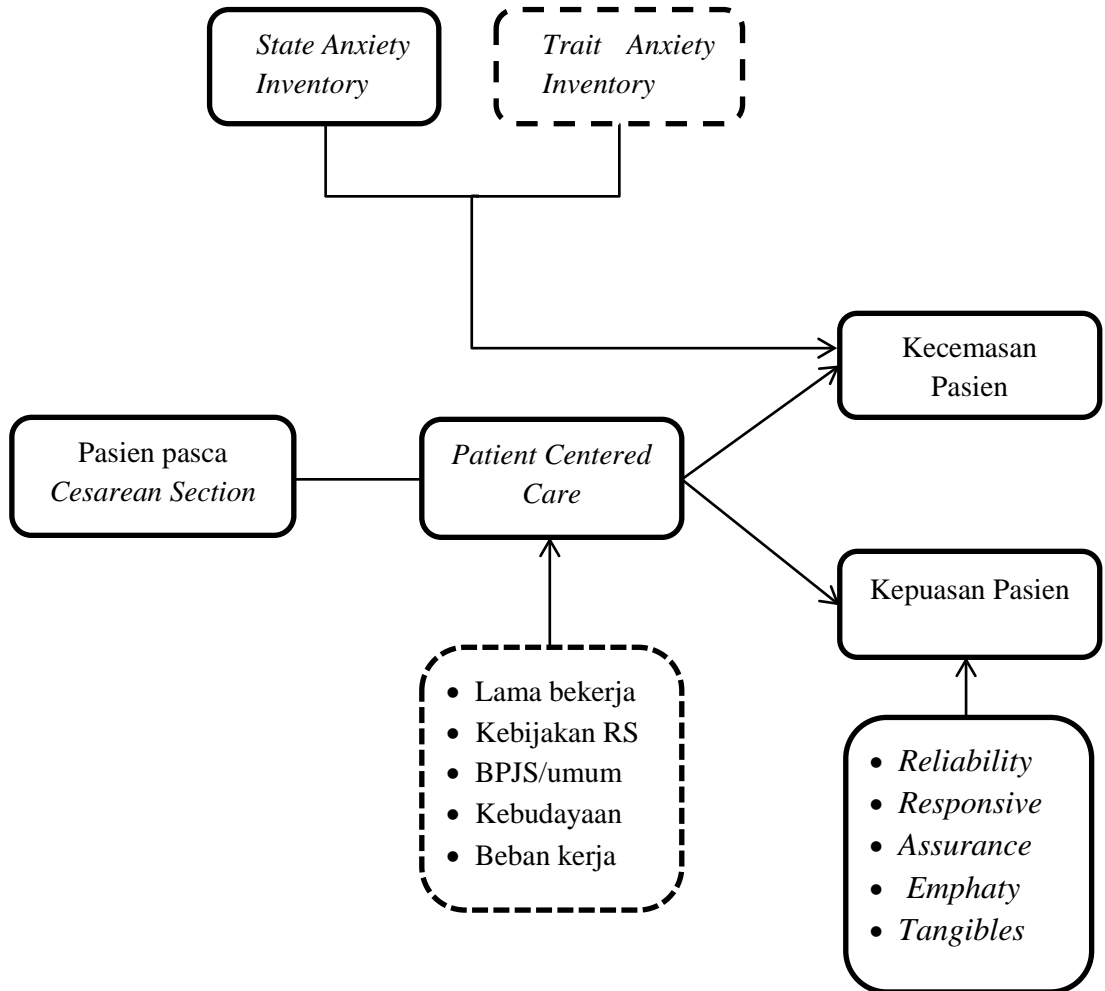 State Anxiety
Inventory
Trait Anxiety
Inventory
Kecemasan
Pasien
Pasien pasca
Cesarean Section
Patient Centered
Care
Kepuasan Pasien
• Lama bekerja
• Kebijakan RS
• BPJS/umum
• Kebudayaan
• Beban kerja
• Reliability
• Responsive
• Assurance
• Emphaty
• Tangibles